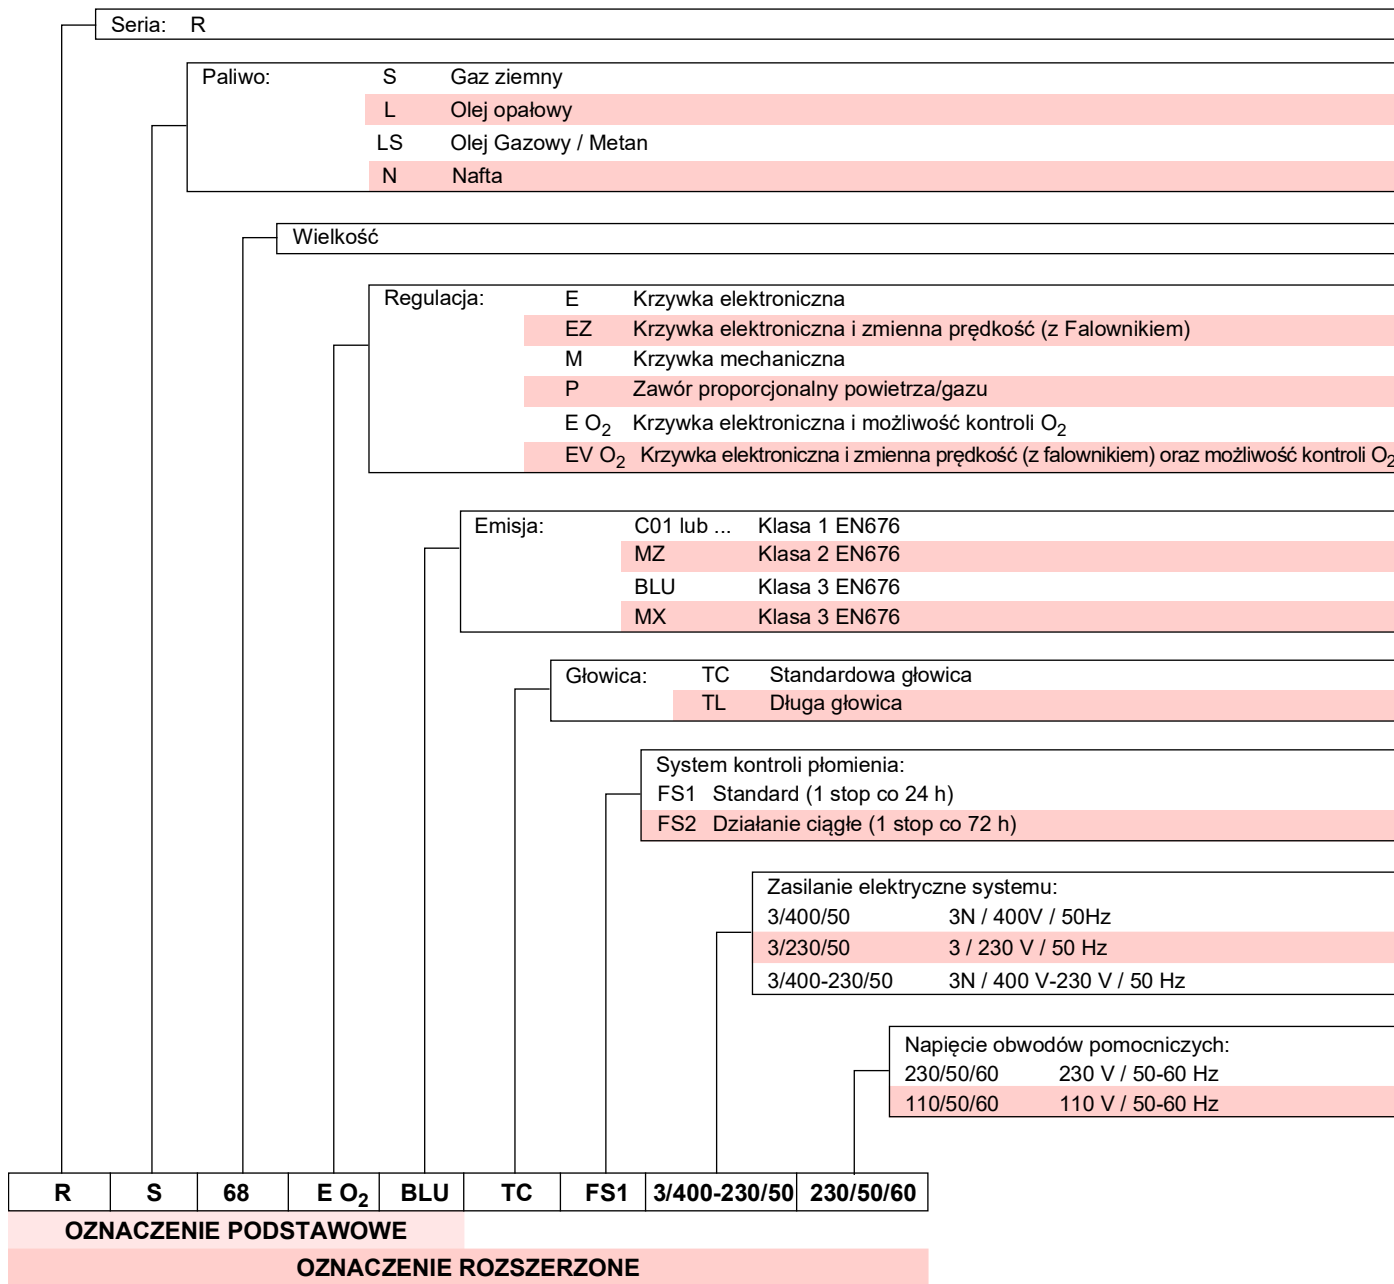 Seria: R
Paliwo: S Gaz ziemny
L Olej opałowy
LS Olej Gazowy / Metan
N Nafta
Wielkość
Regulacja: E Krzywka elektroniczna
EZ Krzywka elektroniczna i zmienna prędkość (z Falownikiem)
M Krzywka mechaniczna
P Zawór proporcjonalny powietrza/gazu
E O2 Krzywka elektroniczna i możliwość kontroli O2
EV O2 Krzywka elektroniczna i zmienna prędkość (z falownikiem) oraz możliwość kontroli O2
Emisja: C01 lub ... Klasa 1 EN676
MZ Klasa 2 EN676
BLU Klasa 3 EN676
MX Klasa 3 EN676
Głowica: TC Standardowa głowica
TL Długa głowica
System kontroli płomienia:
FS1 Standard (1 stop co 24 h)
FS2 Działanie ciągłe (1 stop co 72 h)
Zasilanie elektryczne systemu:
3/400/50 3N / 400V / 50Hz
3/230/50 3 / 230 V / 50 Hz
3/400-230/50 3N / 400 V-230 V / 50 Hz
Napięcie obwodów pomocniczych:
230/50/60 230 V / 50-60 Hz
110/50/60 110 V / 50-60 Hz
R S 68 E O2 BLU TC FS1 3/400-230/50 230/50/60
OZNACZENIE PODSTAWOWE
OZNACZENIE ROZSZERZONE